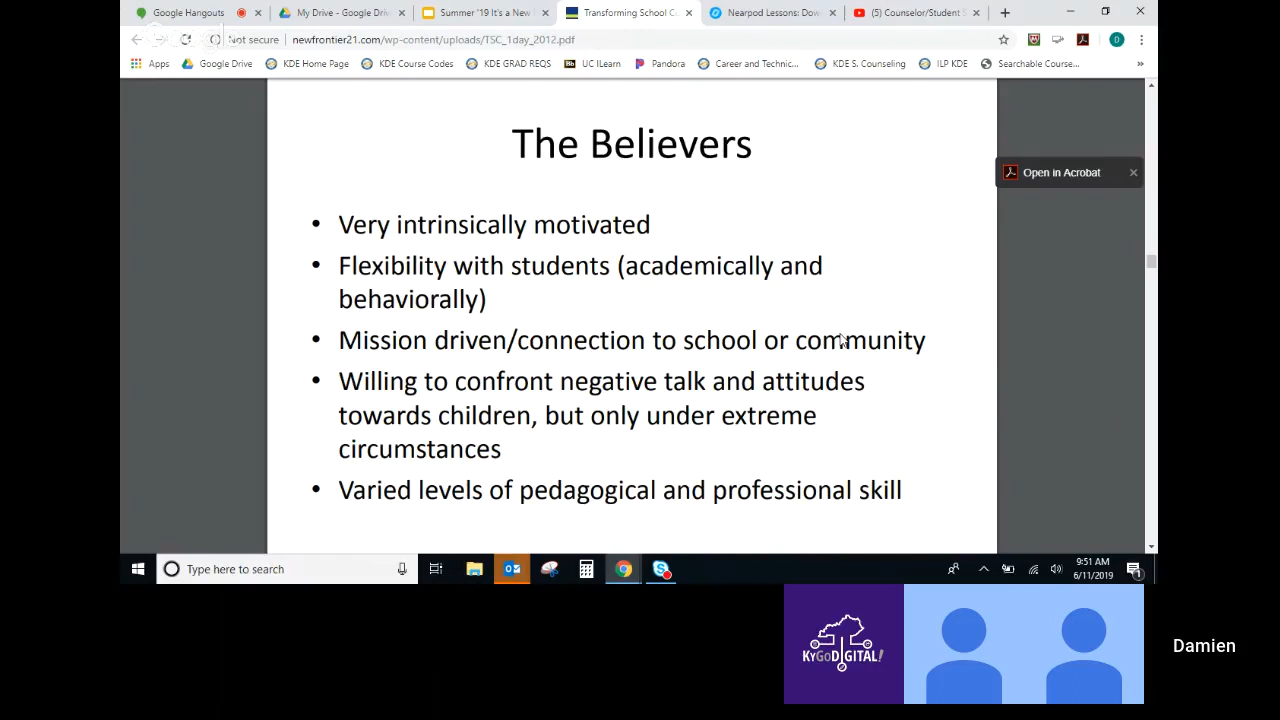 Google Hangouts
My Drive - Google Driv
Summer '19 It's a New
Transforming School C
Nearpod Lessons: Dow
(5) Counselor/Student S
Not secure
newfrontier21.com/wp-content/uploads/TSC_1day_2012.pdf
Apps
Google Drive
KDE Home Page
KDE Course Codes
KDE GRAD REQS
Bb
UC ILearn
Pandora
Career and Technic...
KDE S. Counseling
ILP KDE
Searchable Course...
The Believers
Open in Acrobat
• Very intrinsically motivated
• Flexibility with students (academically and
behaviorally)
• Mission driven/connection to school or community
• Willing to confront negative talk and attitudes
towards children, but only under extreme
circumstances
• Varied levels of pedagogical and professional skill
Type here to search
9:51 AM
6/11/2019
1
KYGoDIGITAL!
Damien